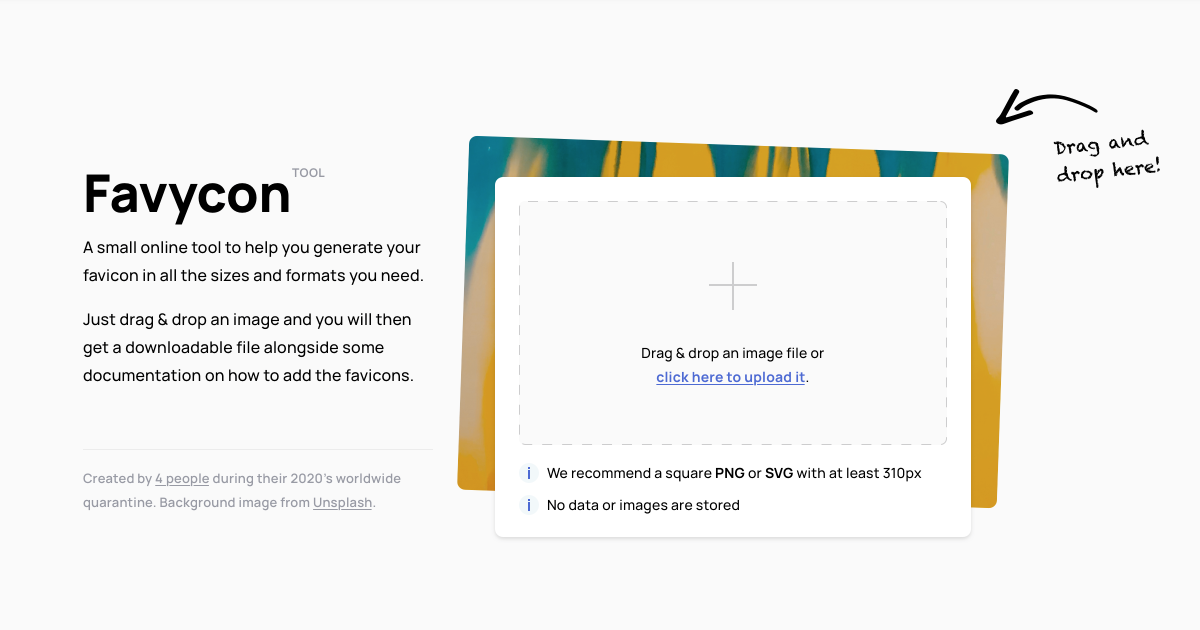 Favycon TOOL
A small online tool to help you generate your
favicon in all the sizes and formats you need.
Just drag & drop an image and you will then
get a downloadable file alongside some
documentation on how to add the favicons.
Created by 4 people during their 2020's worldwide
quarantine. Background image from Unsplash.
Drag and
drop here!
Drag & drop an image file or
click here to upload it.
i We recommend a square PNG or SVG with at least 310px
i No data or images are stored